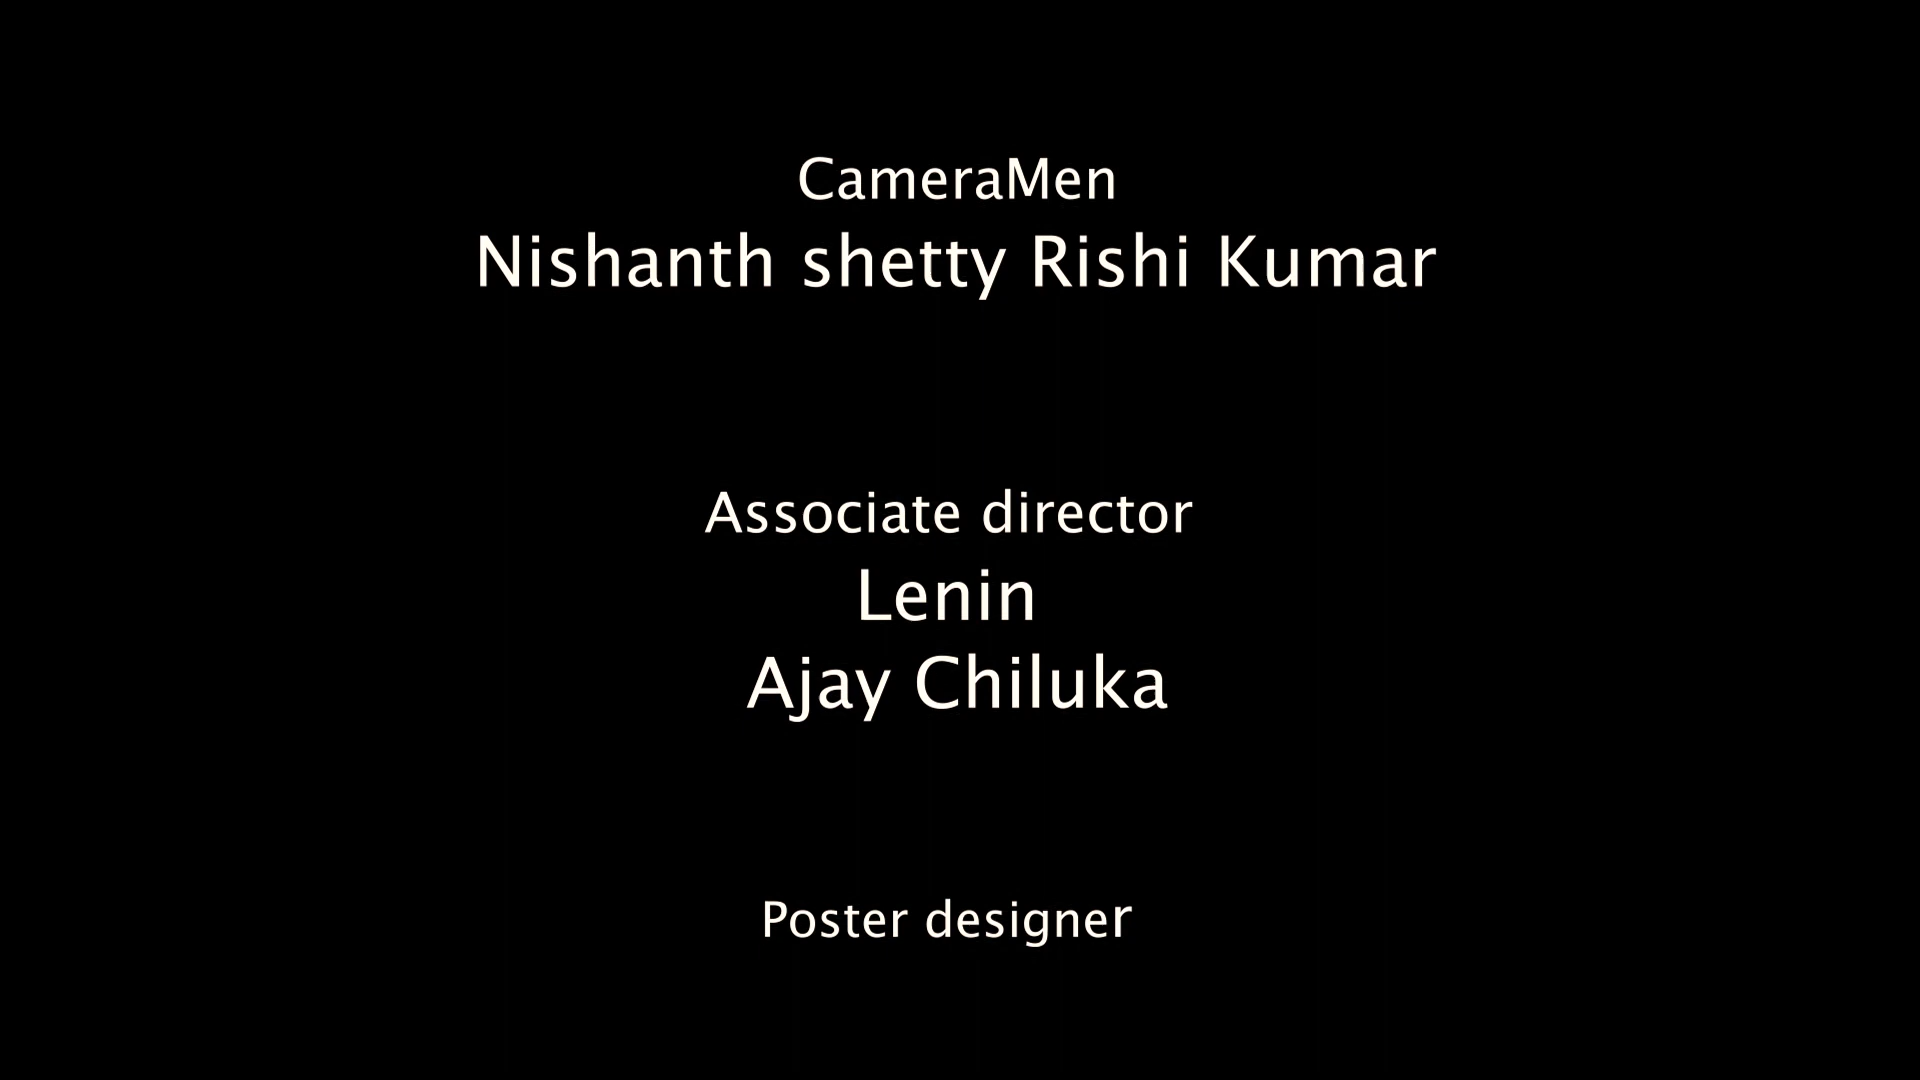 CameraMen
Nishanth shetty Rishi Kumar
Associate director
Lenin
Ajay Chiluka
Poster designer